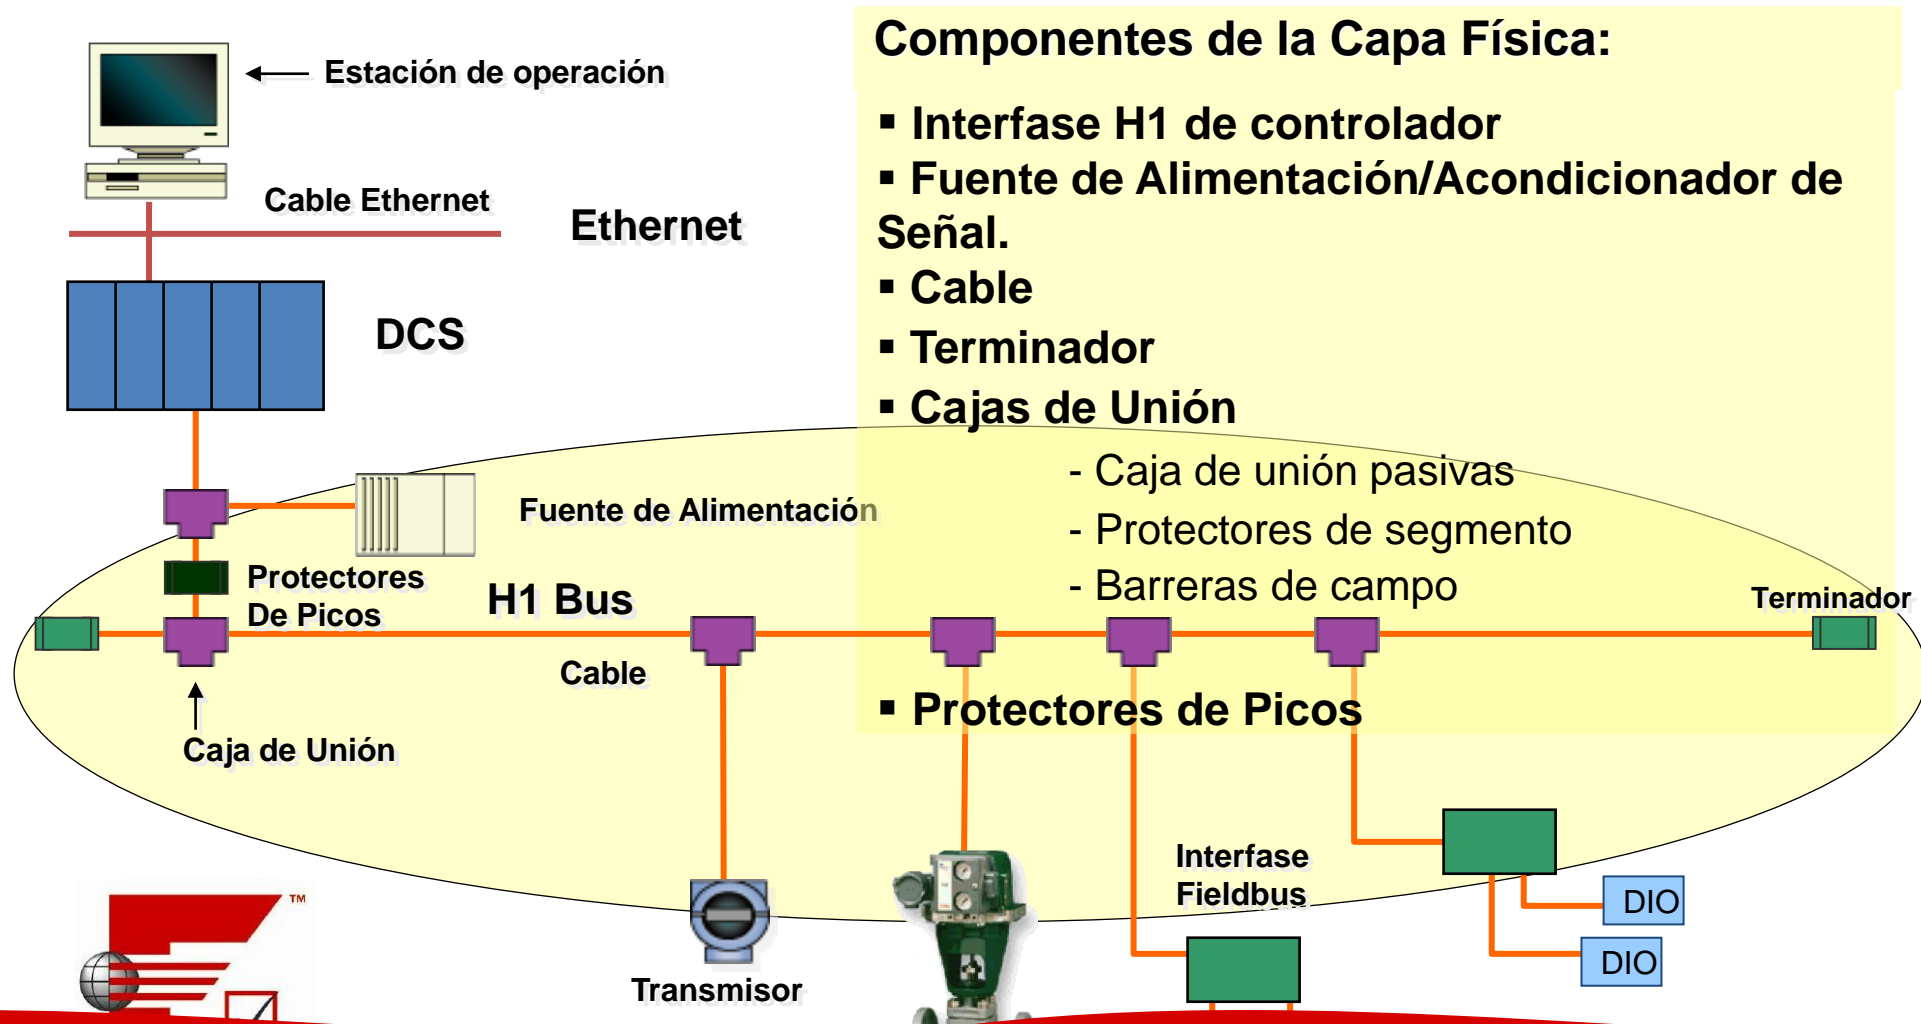 Componentes de la Capa Física:
▪ Interfase H1 de controlador
▪ Fuente de Alimentación/Acondicionador de
Señal.
▪ Cable
▪ Terminador
▪ Cajas de Unión
- Caja de unión pasivas
- Protectores de segmento
- Barreras de campo
▪ Protectores de Picos
Estación de operación
Cable Ethernet
Ethernet
DCS
Fuente de Alimentación
Protectores
De Picos
H1 Bus
Terminador
Cable
Caja de Unión
Interfase
Fieldbus
DIO
DIO
Transmisor
TM